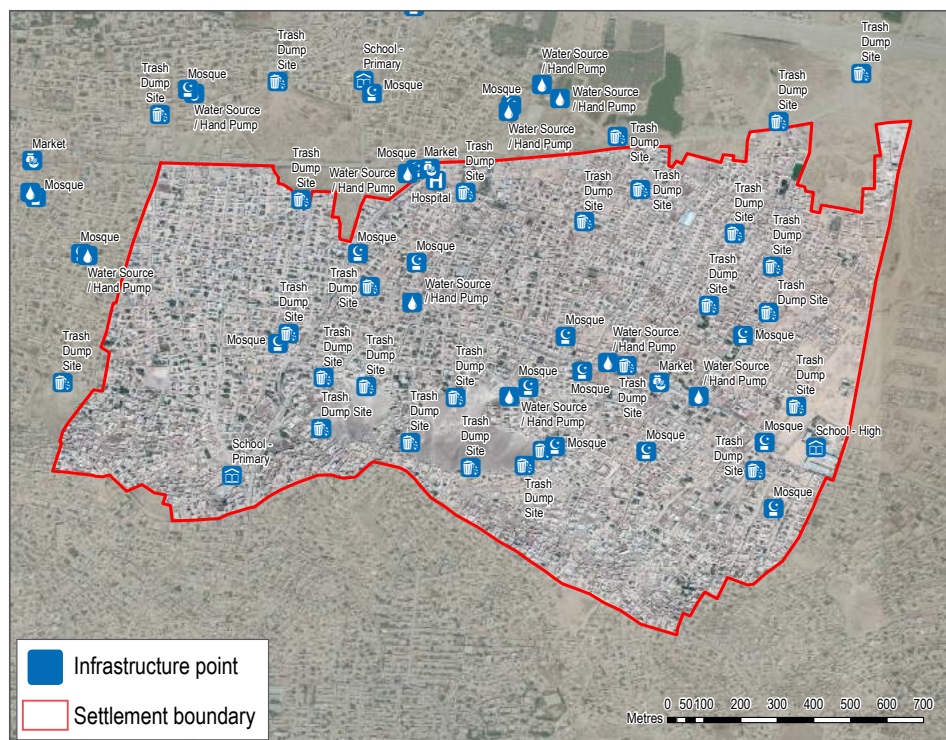 Trash
Dump
Site
School -
Primary
Water Source
/ Hand Pump
Trash
Dump
Site
Trash
Dump
Site
Mosque
Mosque
Mosque
Water Source
/ Hand Pump
Trash
Dump
Site
Water Source
/ Hand Pump
Water Source
/ Hand Pump
Trash
Dump
Site
Market
Mosque
Mosque
Market
Trash
Dump
Site
Trash
Dump
Site
Water Source
/ Hand Pump
Hospital
Trash
Dump
Site
Trash
Dump
Site
Trash
Dump
Site
Mosque
Water Source
/ Hand Pump
Mosque
Mosque
Trash
Dump
Site
Trash
Dump
Site
Water Source
/ Hand Pump
Trash
Dump
Site
Trash
Dump Site
Trash
Dump
Site
Mosque
Mosque
Water Source
/ Hand Pump
Mosque
Trash
Dump
Site
Trash
Dump
Site
Trash
Dump
Site
Trash
Dump
Site
Mosque
Mosque
Trash
Dump
Site
Market
Water Source
/ Hand Pump
Trash
Dump
Site
Trash
Dump Site
Trash
Dump
Site
Water Source
/ Hand Pump
School -
Primary
Trash
Dump
Site
Mosque
Mosque
Trash
Dump
Site
Mosque
School - High
Trash
Dump
Site
Mosque
Infrastructure point
Settlement boundary
Metres
0 50 100 200 300 400 500 600 700